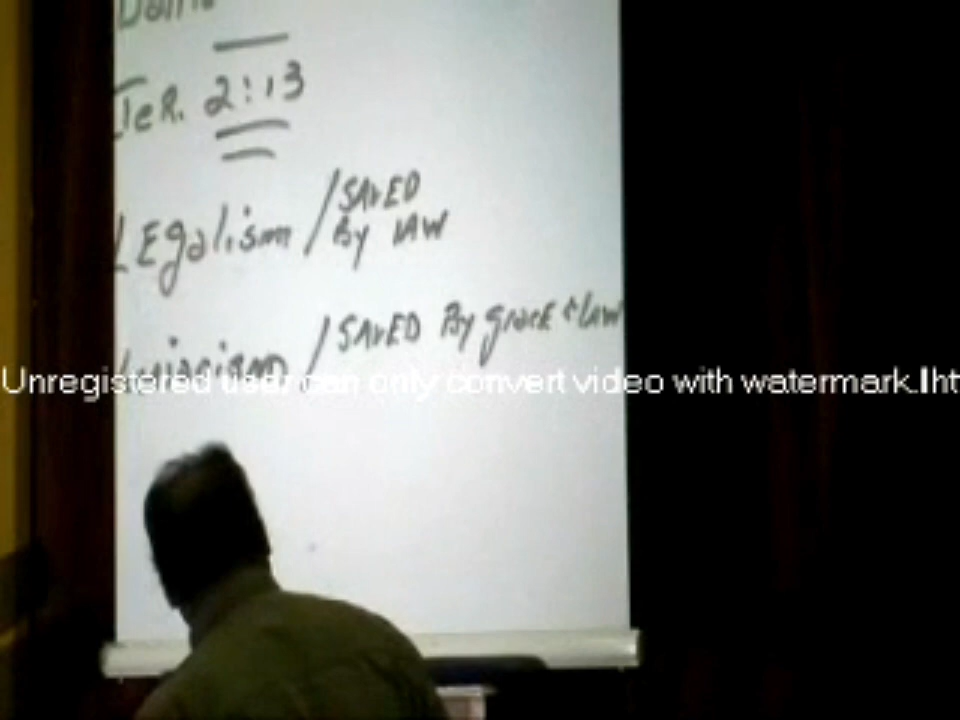 JeR. 2:13
LEgalism / SAvED
By lAW
/ SAvED By gracE & lAW
Unregistered user can only convert video with watermark.